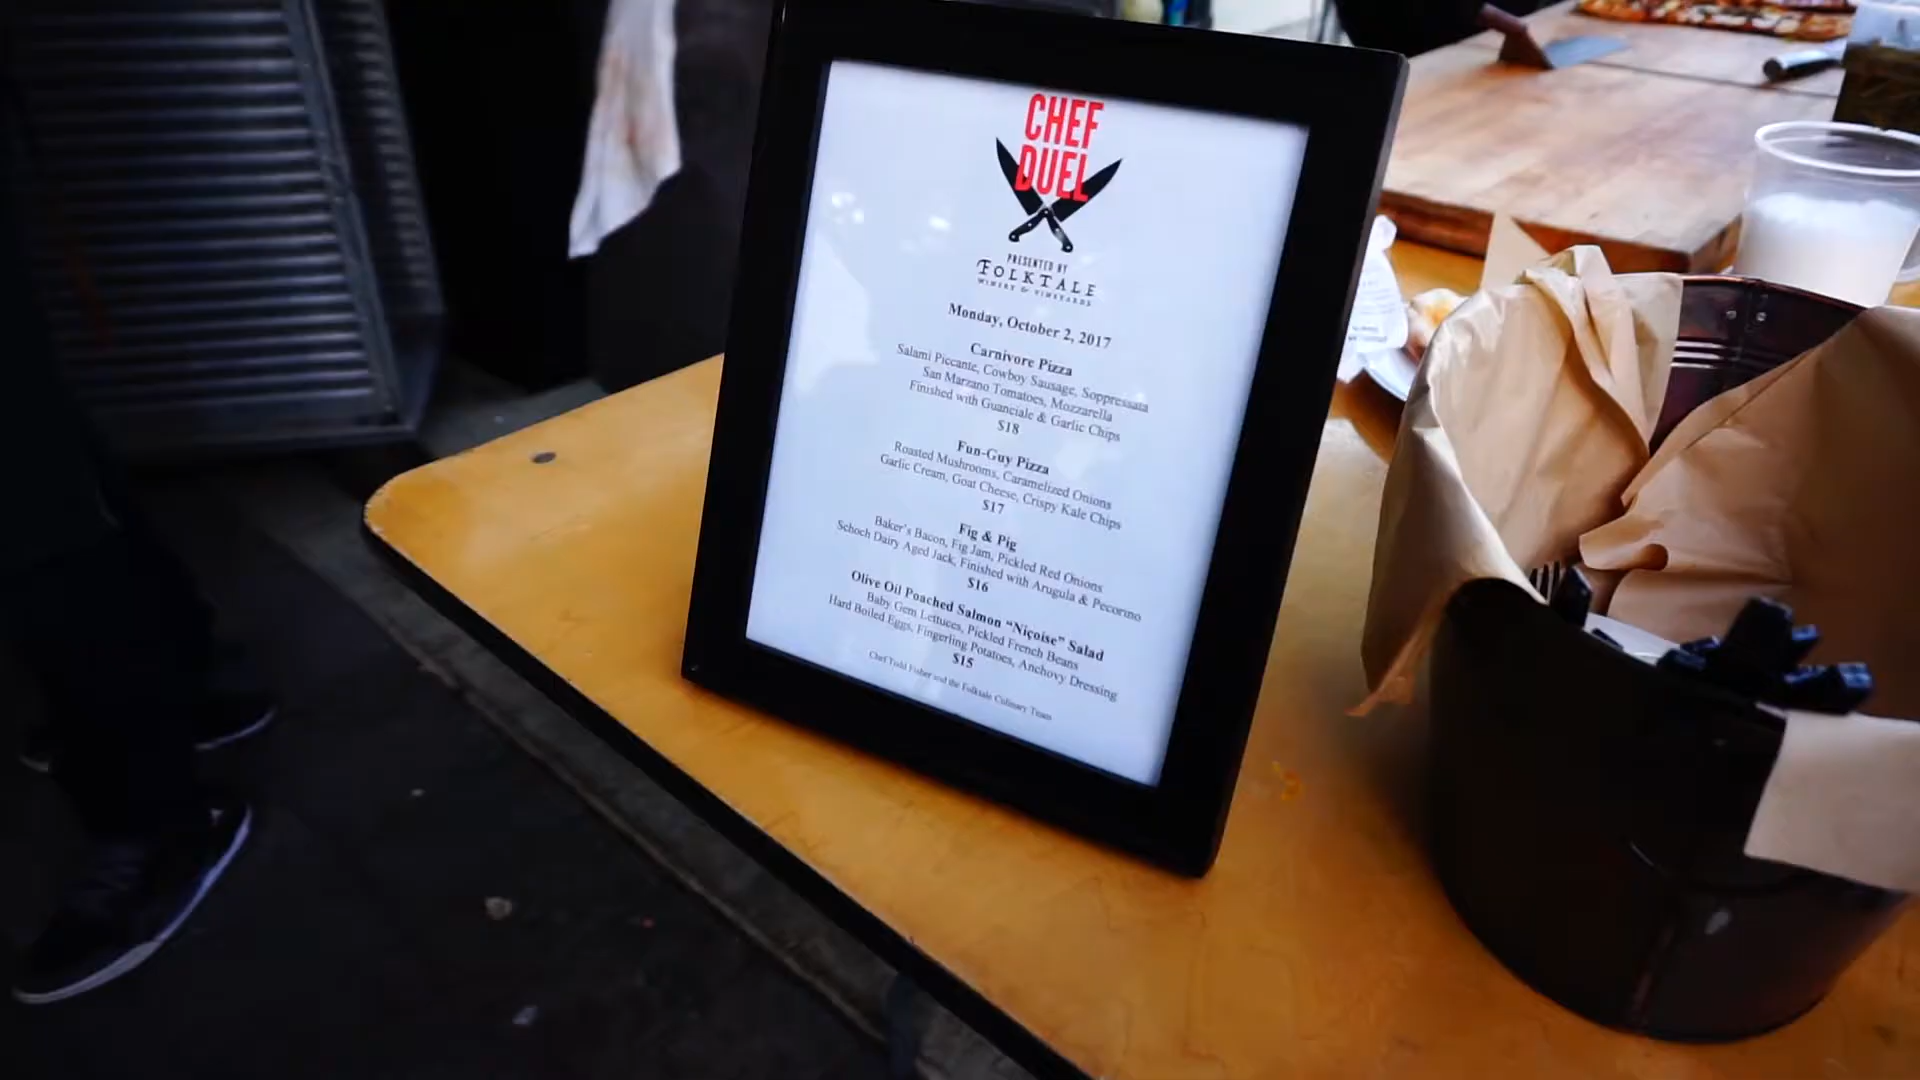 CHEF
DUEL
PRESENTED BY
FOLKTALE
WINERY & VINEYARDS
Monday, October 2, 2017
Carnivore Pizza
Salami Piccante, Cowboy Sausage, Soppressata
San Marzano Tomatoes, Mozzarella
Finished with Guanciale & Garlic Chips
$18
Fun-Guy Pizza
Roasted Mushrooms, Caramelized Onions
Garlic Cream, Goat Cheese, Crispy Kale Chips
$17
Fig & Pig
Baker's Bacon, Fig Jam, Pickled Red Onions
Schoch Dairy Aged Jack, Finished with Arugula & Pecorino
$16
Olive Oil Poached Salmon “Niçoise” Salad
Baby Gem Lettuces, Pickled French Beans
Hard Boiled Eggs, Fingerling Potatoes, Anchovy Dressing
$15
Chef Todd Fisher and the Folktale Culinary Team